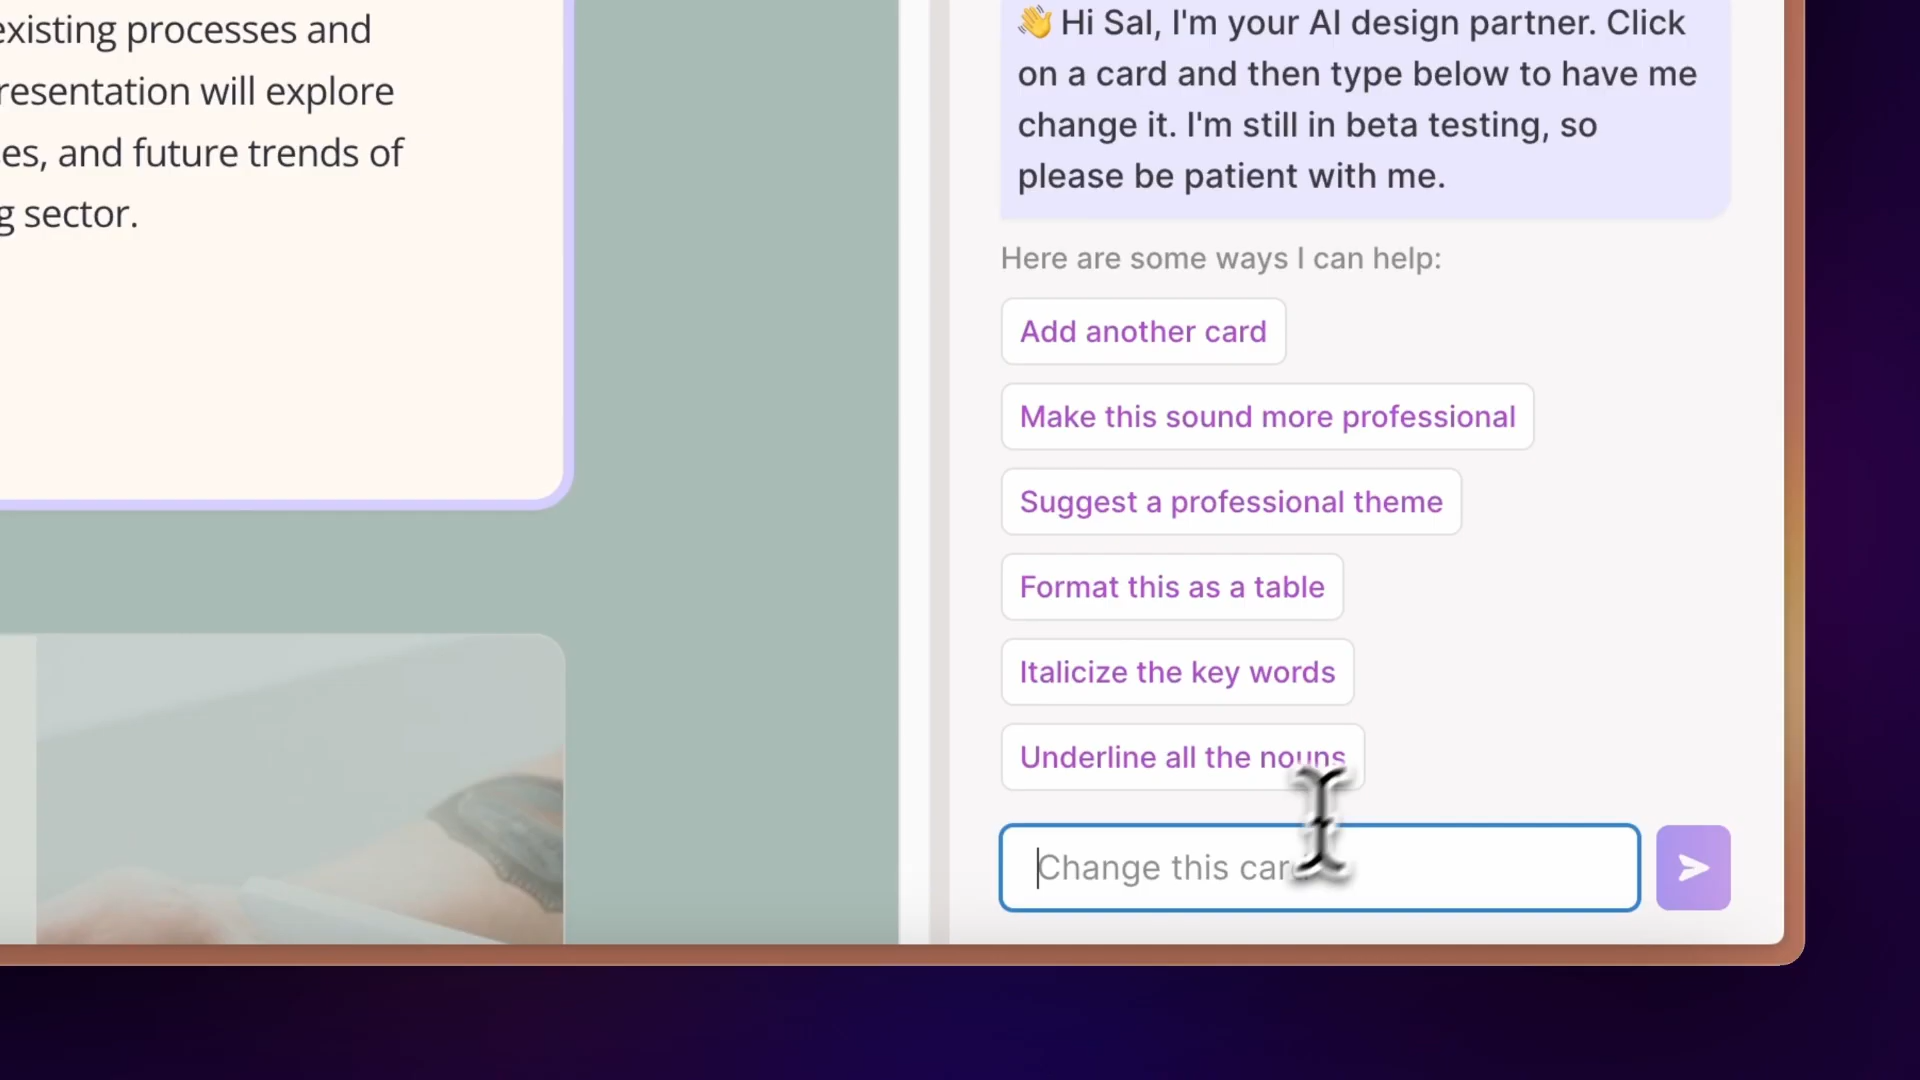 existing processes and
resentation will explore
es, and future trends of
g sector.
👋 Hi Sal, I'm your AI design partner. Click
on a card and then type below to have me
change it. I'm still in beta testing, so
please be patient with me.
Here are some ways I can help:
Add another card
Make this sound more professional
Suggest a professional theme
Format this as a table
Italicize the key words
Underline all the nouns
Change this car